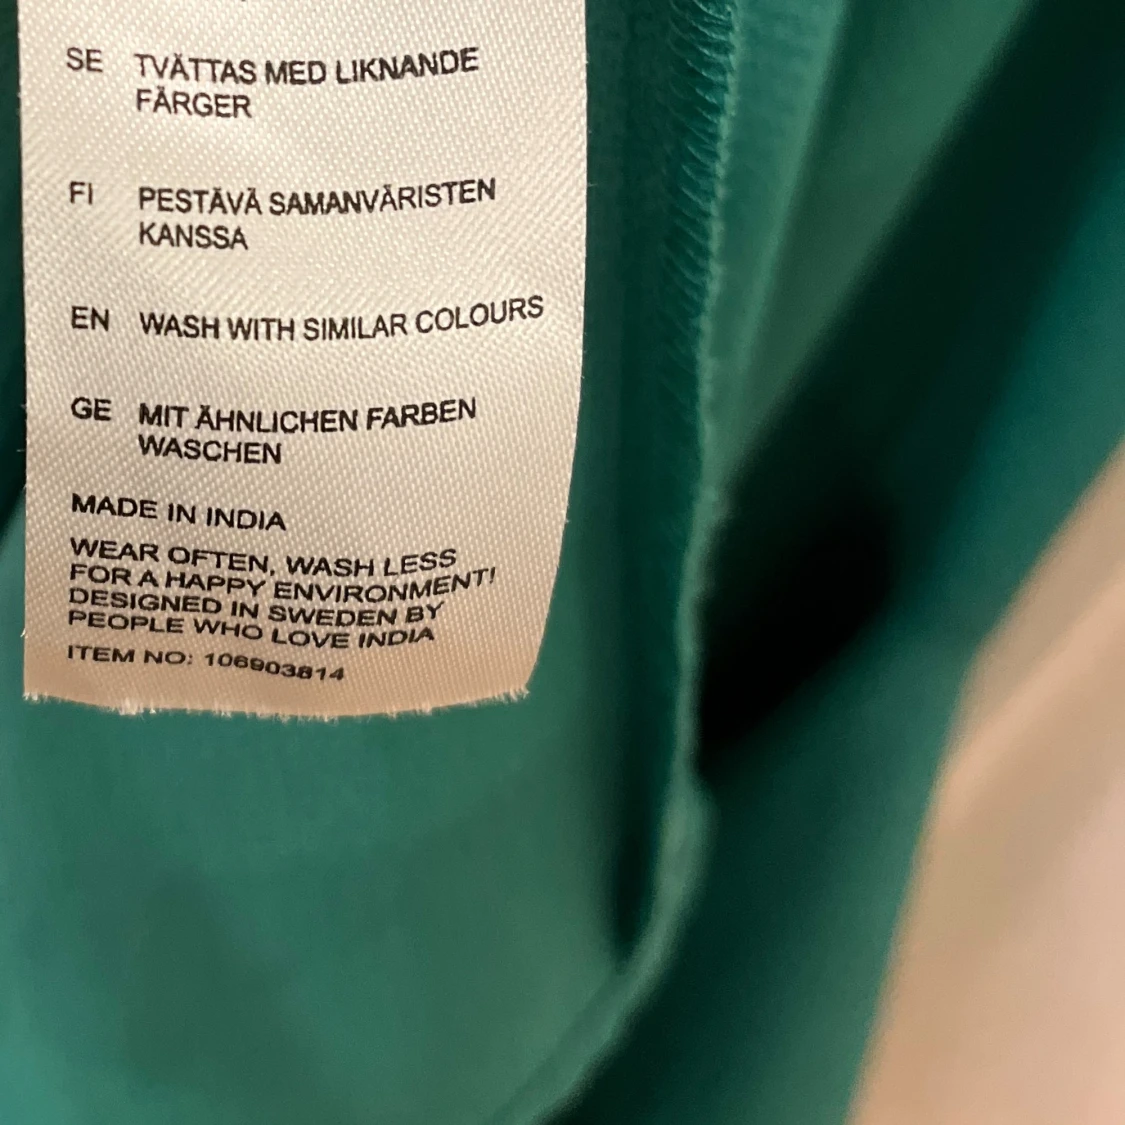 SE TVÄTTAS MED LIKNANDE
FÄRGER
FI PESTÄVÄ SAMANVÄRISTEN
KANSSA
EN WASH WITH SIMILAR COLOURS
GE MIT ÄHNLICHEN FARBEN
WASCHEN
MADE IN INDIA
WEAR OFTEN, WASH LESS
FOR A HAPPY ENVIRONMENT!
DESIGNED IN SWEDEN BY
PEOPLE WHO LOVE INDIA
ITEM NO: 106903814